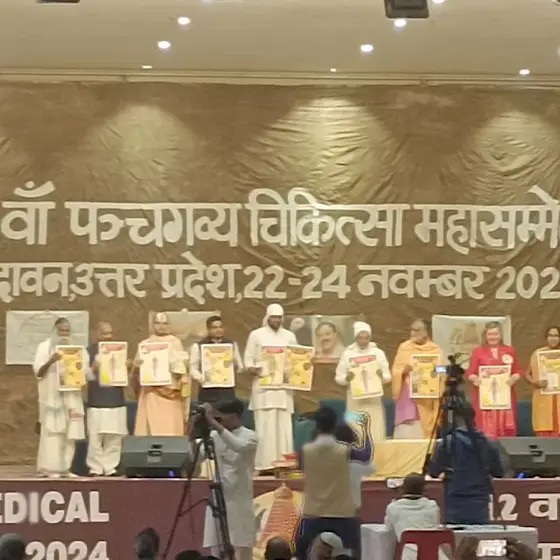 वाँ पञ्चगव्य चिकित्सा महासम्मे
दावन,उत्तर प्रदेश,22-24 नवम्बर 202
EDICAL
2024
12 वाँ